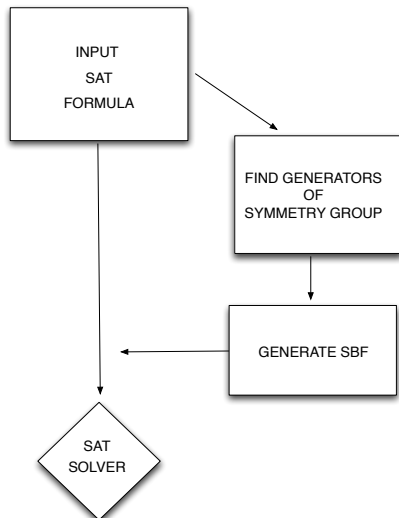 INPUT
SAT
FORMULA
FIND GENERATORS
OF
SYMMETRY GROUP
GENERATE SBF
SAT
SOLVER